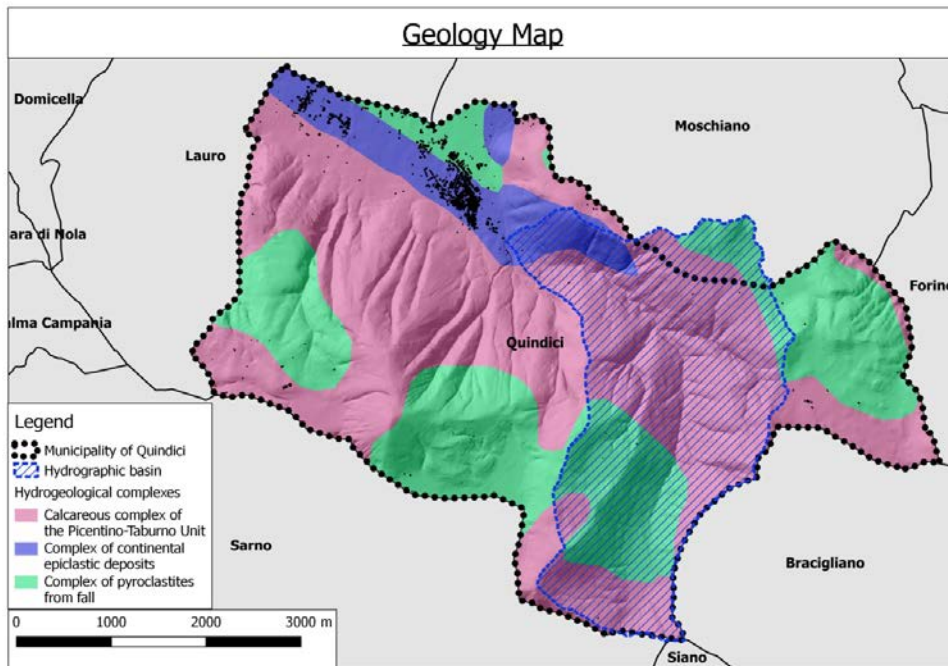 Geology Map
Domicella
Moschiano
Lauro
ara di Nola
Forino
alma Campania
Quindici
Legend
Municipality of Quindici
Hydrographic basin
Hydrogeological complexes
Calcareous complex of
the Picentino-Taburno Unit
Complex of continental
epiclastic deposits
Complex of pyroclastites
from fall
Sarno
Bracigliano
0 1000 2000 3000 m
Siano